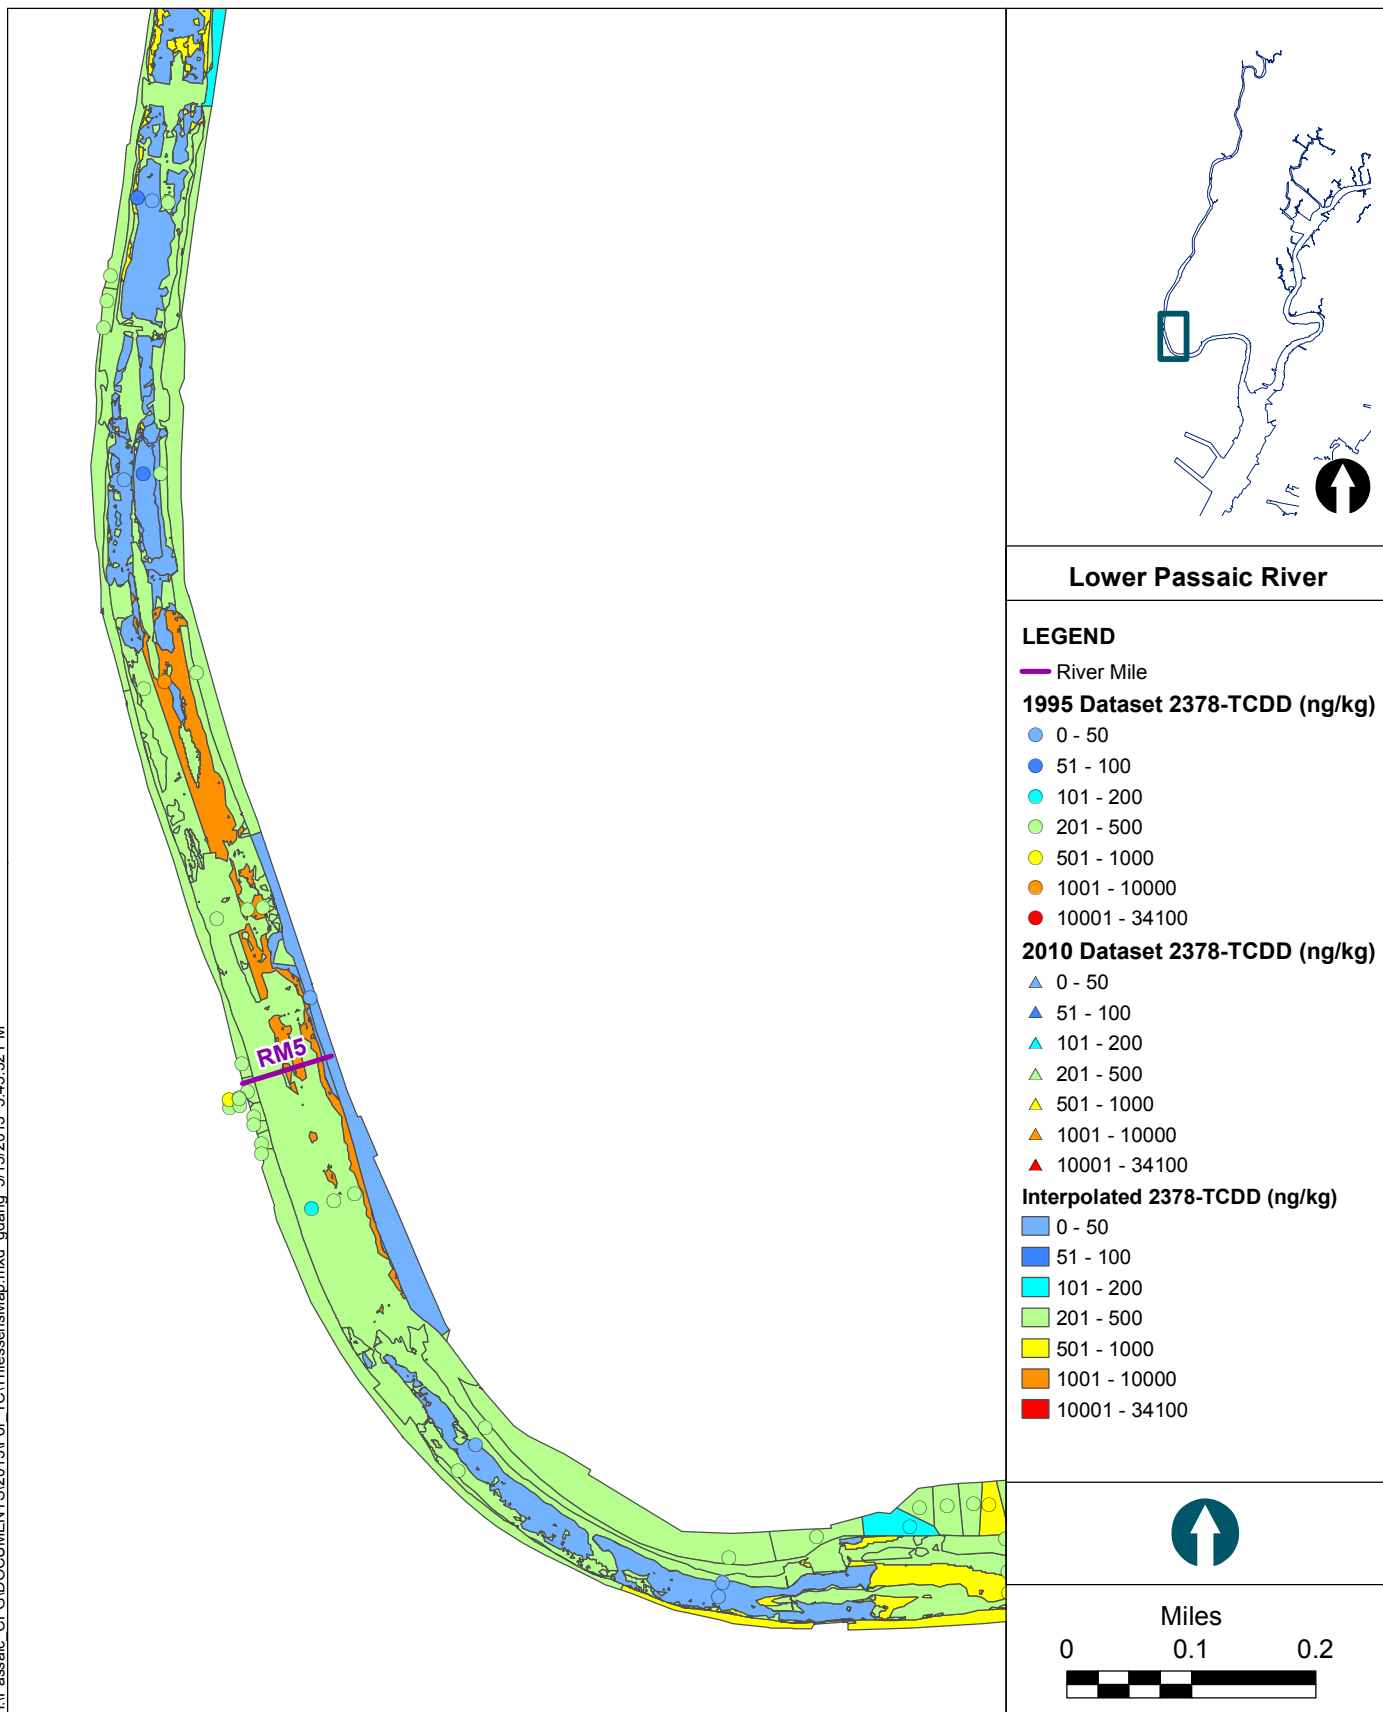 Lower Passaic River
LEGEND
River Mile
1995 Dataset 2378-TCDD (ng/kg)
0 - 50
51 - 100
101 - 200
201 - 500
501 - 1000
1001 - 10000
10001 - 34100
2010 Dataset 2378-TCDD (ng/kg)
0 - 50
51 - 100
101 - 200
201 - 500
501 - 1000
1001 - 10000
10001 - 34100
Interpolated 2378-TCDD (ng/kg)
0 - 50
51 - 100
101 - 200
201 - 500
501 - 1000
1001 - 10000
10001 - 34100
Miles
0 0.1 0.2
RM5